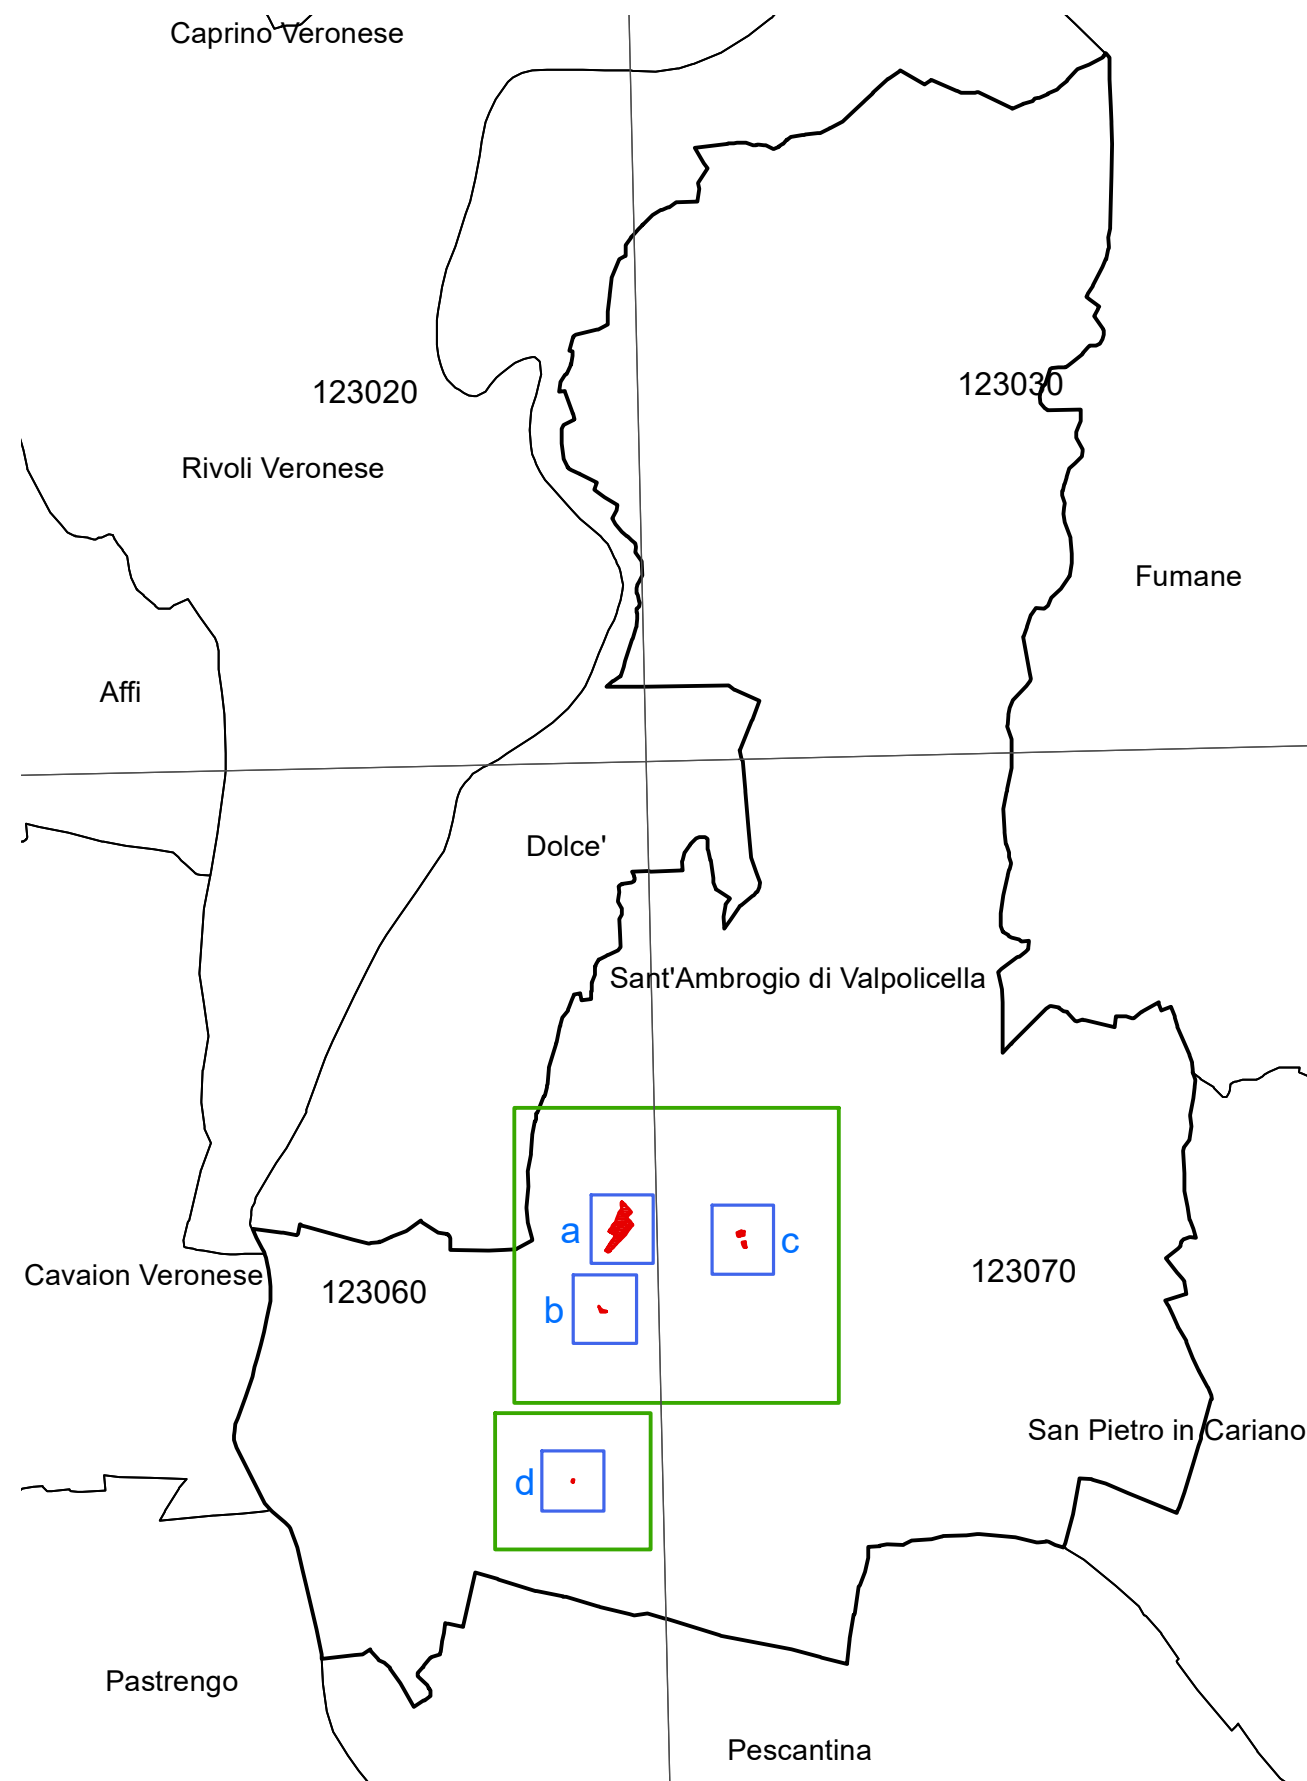 Caprino Veronese
123030
123020
Rivoli Veronese
Fumane
Affi
Dolce'
Sant'Ambrogio di Valpolicella
a
c
Cavaion Veronese
123070
123060
b
San Pietro in Cariano
d
Pastrengo
Pescantina